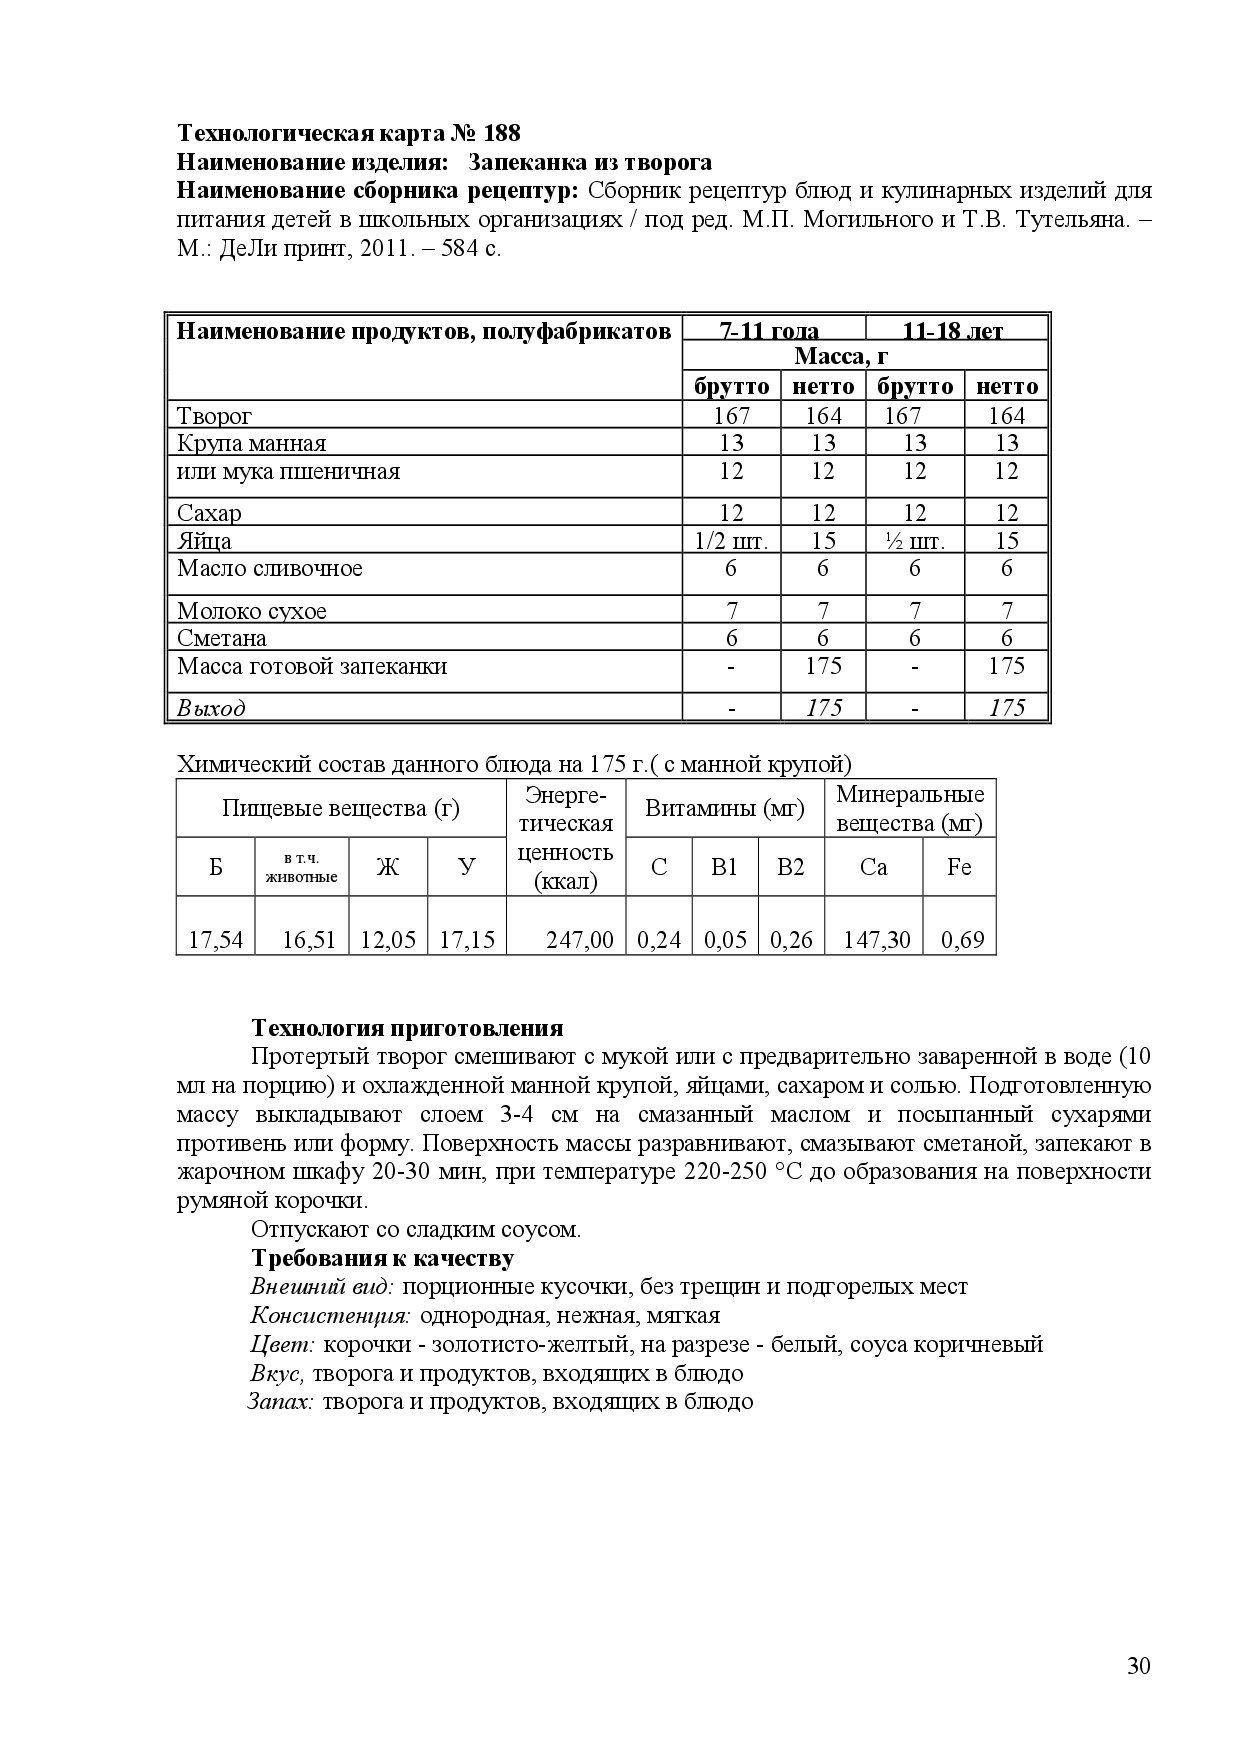 Технологическая карта № 188
Наименование изделия: Запеканка из творога
Наименование сборника рецептур: Сборник рецептур блюд и кулинарных изделий для
питания детей в школьных организациях / под ред. М.П. Могильного и Т.В. Тутельяна. –
М.: ДеЛи принт, 2011. – 584 с.
Наименование продуктов, полуфабрикатов 7-11 года 11-18 лет
Масса, г
брутто нетто брутто нетто
Творог 167 164 167 164
Крупа манная 13 13 13 13
или мука пшеничная 12 12 12 12
Сахар 12 12 12 12
Яйца 1/2 шт. 15 ½ шт. 15
Масло сливочное 6 6 6 6
Молоко сухое 7 7 7 7
Сметана 6 6 6 6
Масса готовой запеканки - 175 - 175
Выход - 175 - 175
Химический состав данного блюда на 175 г.( с манной крупой)
Пищевые вещества (г) Энерге-
тическая
ценность
(ккал) Витамины (мг) Минеральные
вещества (мг)
Б в т.ч.
животные Ж У С В1 В2 Са Fe
17,54 16,51 12,05 17,15 247,00 0,24 0,05 0,26 147,30 0,69
Технология приготовления
Протертый творог смешивают с мукой или с предварительно заваренной в воде (10
мл на порцию) и охлажденной манной крупой, яйцами, сахаром и солью. Подготовленную
массу выкладывают слоем 3-4 см на смазанный маслом и посыпанный сухарями
противень или форму. Поверхность массы разравнивают, смазывают сметаной, запекают в
жарочном шкафу 20-30 мин, при температуре 220-250 °С до образования на поверхности
румяной корочки.
Отпускают со сладким соусом.
Требования к качеству
Внешний вид: порционные кусочки, без трещин и подгорелых мест
Консистенция: однородная, нежная, мягкая
Цвет: корочки - золотисто-желтый, на разрезе - белый, соуса коричневый
Вкус, творога и продуктов, входящих в блюдо
Запах: творога и продуктов, входящих в блюдо
30